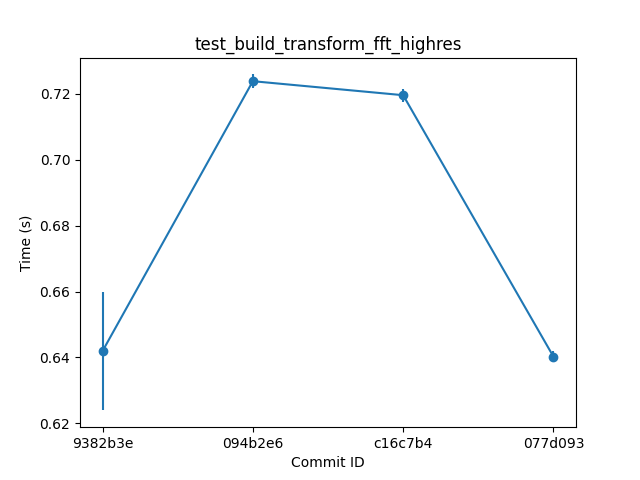 test_build_transform_fft_highres
0.72
0.70
0.68
0.66
0.64
0.62
Time (s)
9382b3e 094b2e6 c16c7b4 077d093
Commit ID